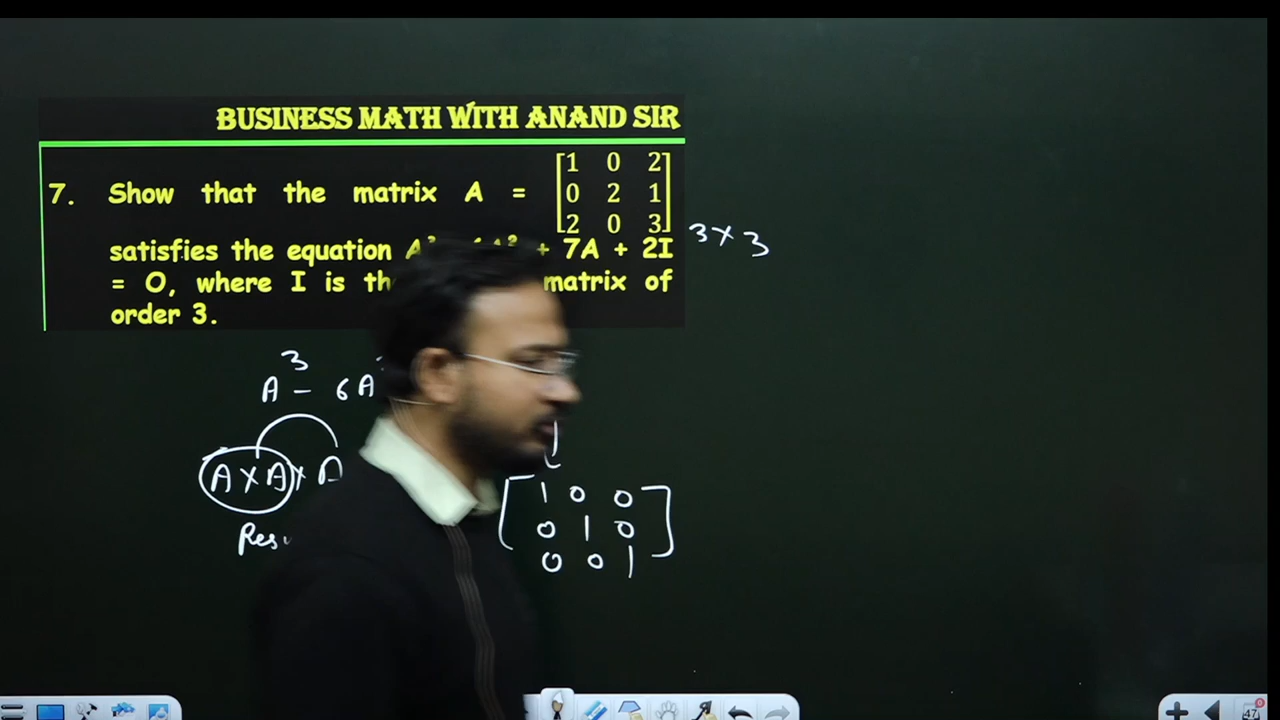 BUSINESS MATH WITH ANAND SIR
7. Show that the matrix A = [1 0 2]
[0 2 1]
[2 0 3] 3 × 3
satisfies the equation + 7A + 2I
= O, where I is matrix of
order 3.
A³ - 6A
A × A × A
1 0 0
0 1 0
0 0 1
47